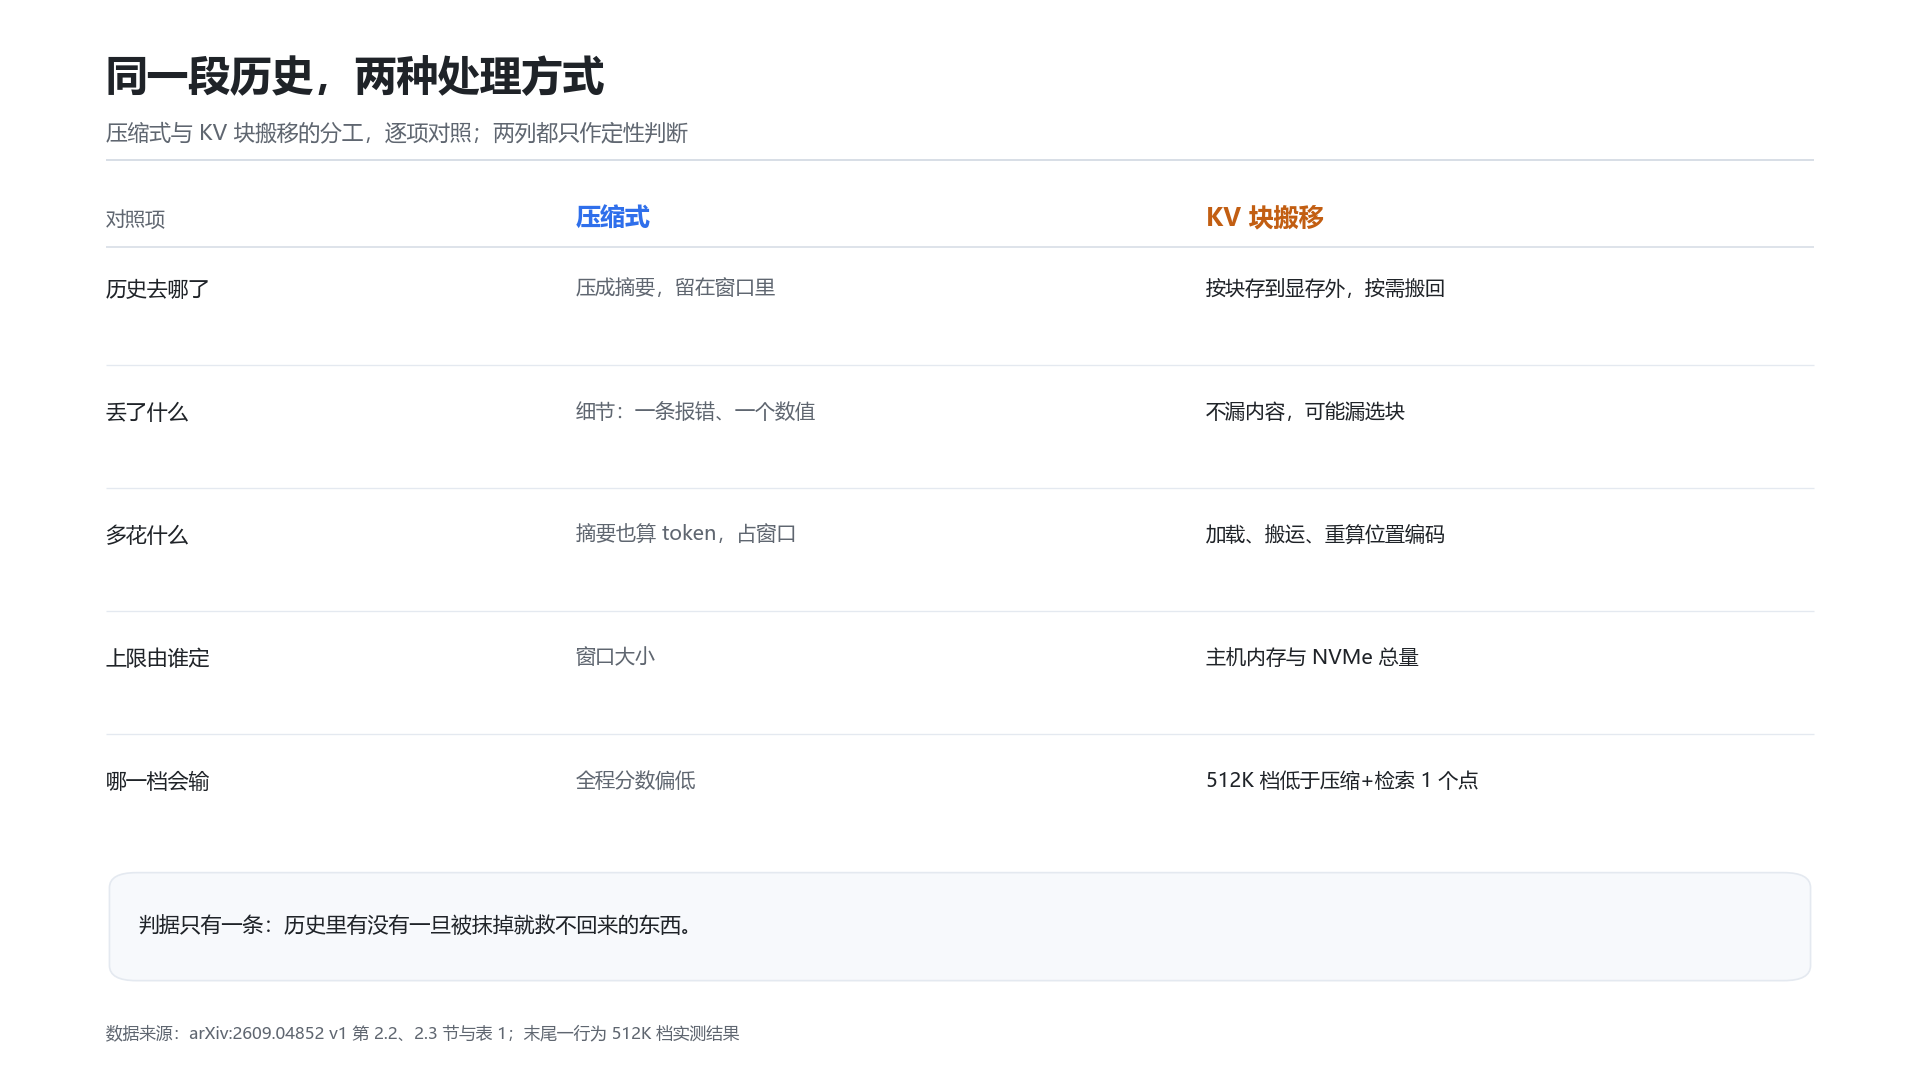 同一段历史，两种处理方式
压缩式与 KV 块搬移的分工，逐项对照；两列都只作定性判断
对照项
压缩式
KV 块搬移
历史去哪了
压成摘要，留在窗口里
按块存到显存外，按需搬回
丢了什么
细节：一条报错、一个数值
不漏内容，可能漏选块
多花什么
摘要也算 token，占窗口
加载、搬运、重算位置编码
上限由谁定
窗口大小
主机内存与 NVMe 总量
哪一档会输
全程分数偏低
512K 档低于压缩+检索 1 个点
判据只有一条：历史里有没有一旦被抹掉就救不回来的东西。
数据来源：arXiv:2609.04852 v1 第 2.2、2.3 节与表 1；末尾一行为 512K 档实测结果